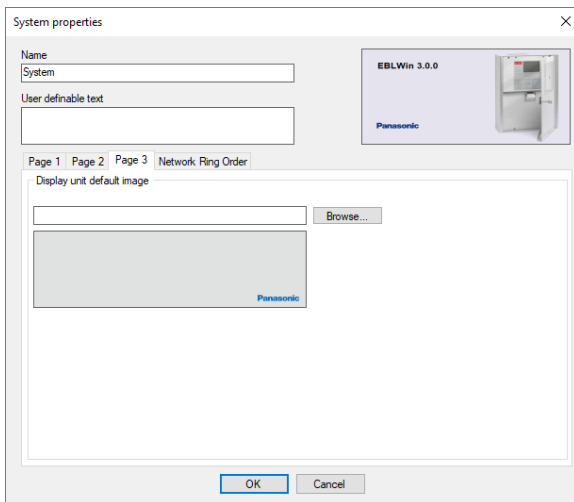 System properties
Name
System
EBLWin 3.0.0
User definable text
Panasonic
Page 1 Page 2 Page 3 Network Ring Order
Display unit default image
Browse...
Panasonic
OK Cancel